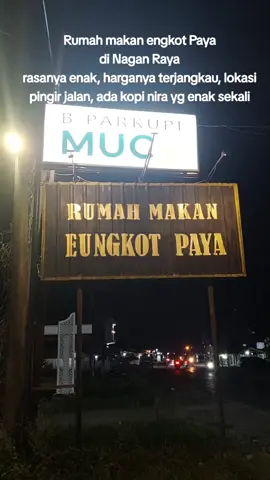 Rumah makan engkot Paya
di Nagan Raya
rasanya enak, harganya terjangkau, lokasi
pingir jalan, ada kopi nira yg enak sekali
B PARKUPI
MUG
RUMAH MAKAN
EUNGKOT PAYA